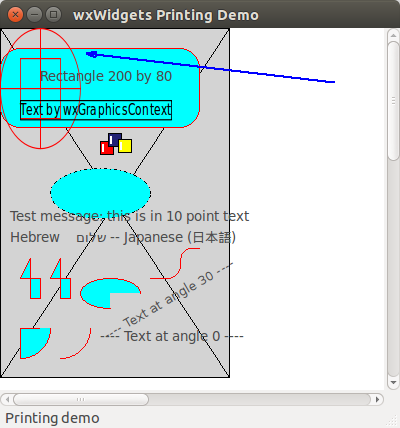 wxWidgets Printing Demo
Rectangle 200 by 80
Text by wxGraphicsContext
Test message: this is in 10 point text
Hebrew שלום -- Japanese (日本語)
---- Text at angle 30 ----
---- Text at angle 0 ----
Printing demo